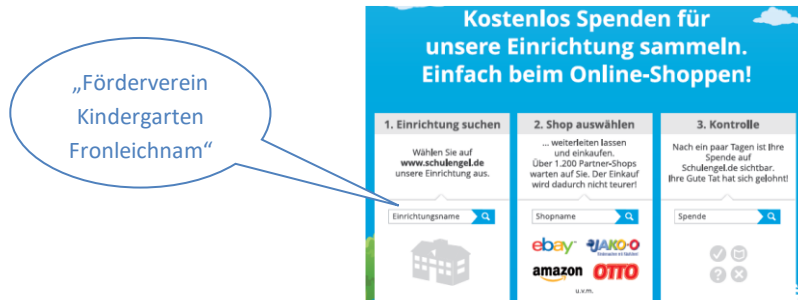 „Förderverein
Kindergarten
Fronleichnam“
Kostenlos Spenden für
unsere Einrichtung sammeln.
Einfach beim Online-Shoppen!
1. Einrichtung suchen
Wählen Sie auf
www.schulengel.de
unsere Einrichtung aus.
Einrichtungsname
2. Shop auswählen
... weiterleiten lassen
und einkaufen.
Über 1.200 Partner-Shops
warten auf Sie. Der Einkauf
wird dadurch nicht teurer!
Shopname
ebay
JAKO-O
amazon OTTO
u.v.m.
3. Kontrolle
Nach ein paar Tagen ist Ihre
Spende auf
Schulengel.de sichtbar.
Ihre Gute Tat hat sich gelohnt!
Spende